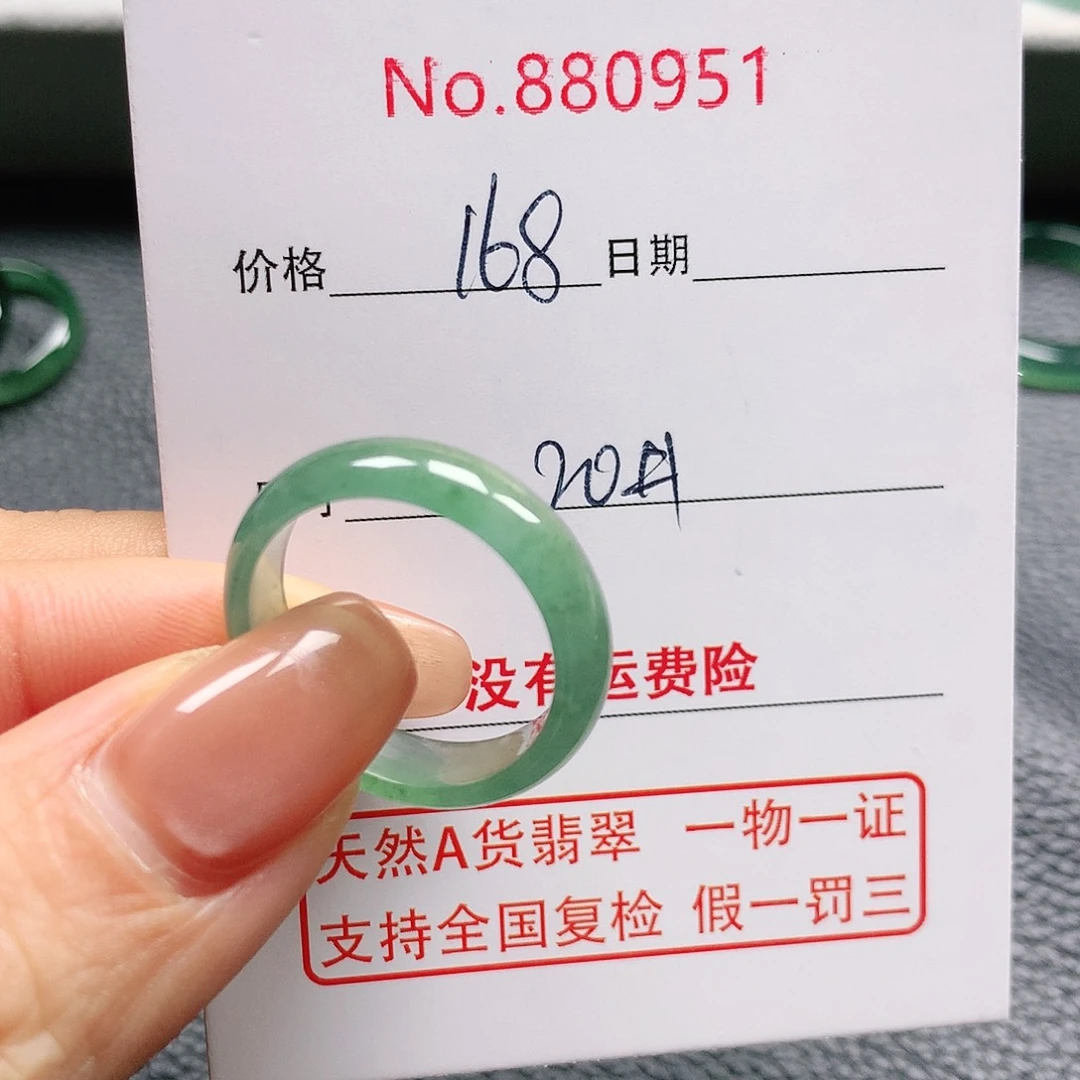 No.880951
价格 168 日期
20
没有运费险
天然A货翡翠 一物一证
支持全国复检 假一罚三